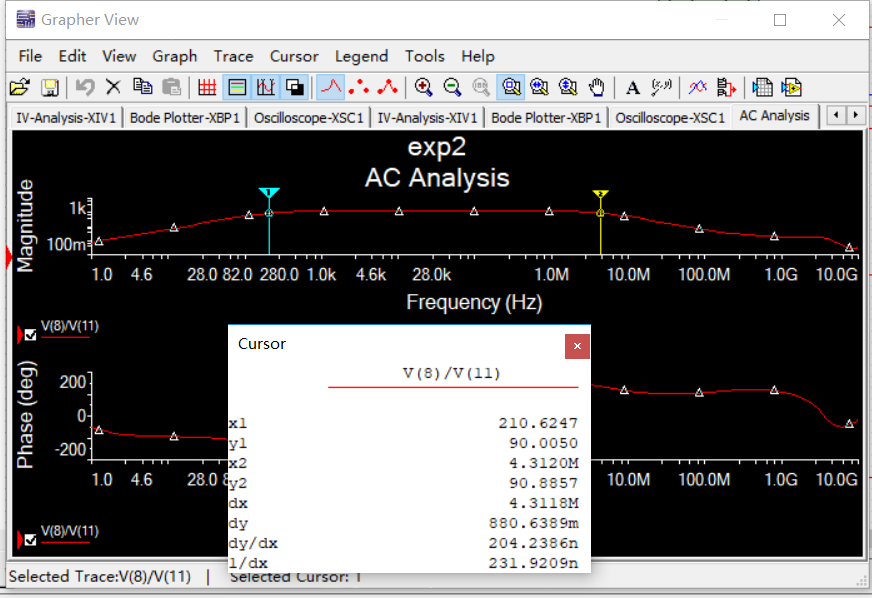 Grapher View
File Edit View Graph Trace Cursor Legend Tools Help
IV-Analysis-XIV1 Bode Plotter-XBP1 Oscilloscope-XSC1 IV-Analysis-XIV1 Bode Plotter-XBP1 Oscilloscope-XSC1 AC Analysis
exp2
AC Analysis
Magnitude
1k
100m
1.0 4.6 28.0 82.0 280.0 1.0k 4.6k 28.0k 1.0M 10.0M 100.0M 1.0G 10.0G
Frequency (Hz)
V(8)/V(11)
Phase (deg)
200
0
-200
1.0 4.6 28.0 8 10.0M 100.0M 1.0G 10.0G
V(8)/V(11)
Cursor
V(8)/V(11)
x1 210.6247
y1 90.0050
x2 4.3120M
y2 90.8857
dx 4.3118M
dy 880.6389m
dy/dx 204.2386n
1/dx 231.9209n
Selected Trace:V(8)/V(11) | Selected Cursor: 1